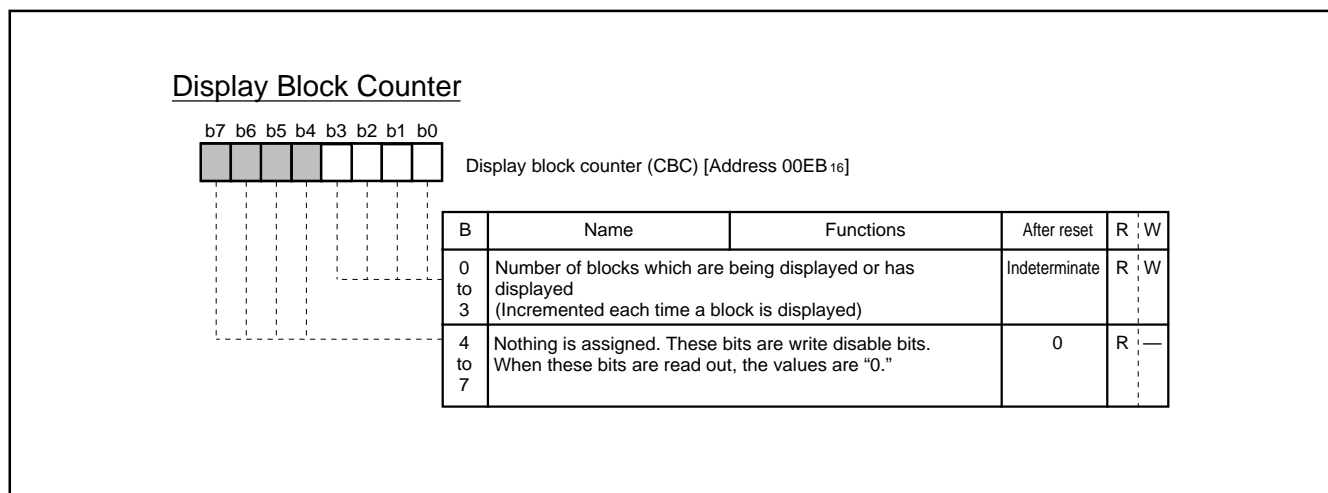 Display Block Counter
b7 b6 b5 b4 b3 b2 b1 b0
Display block counter (CBC) [Address 00EB16]
B Name Functions After reset R W
0 to 3 Number of blocks which are being displayed or has Indeterminate R W
displayed
(Incremented each time a block is displayed)
4 to 7 Nothing is assigned. These bits are write disable bits. 0 R —
When these bits are read out, the values are “0.”